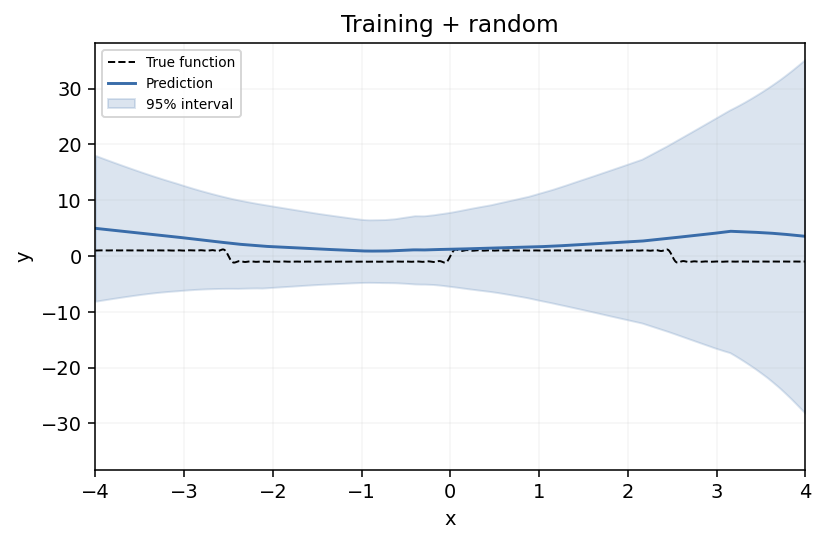 Training + random
True function
Prediction
95% interval
y
30
20
10
0
−10
−20
−30
−4 −3 −2 −1 0 1 2 3 4
x